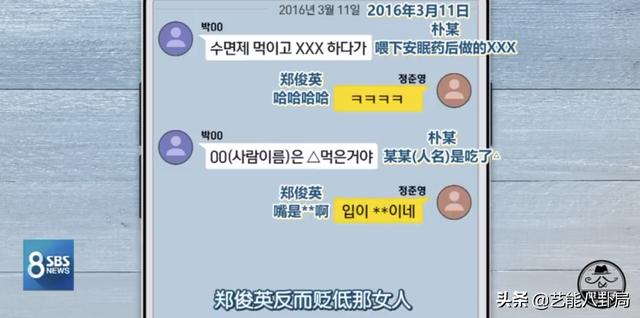 2016년 3월 11일 2016年3月11日
박OO 朴某
수면제 먹이고 XXX 하다가 喂下安眠药后做的XXX
郑俊英 정준영
哈哈哈哈 ㅋㅋㅋㅋ
박OO 朴某
OO(사람이름)은 △먹은거야 某某(人名)是吃了△
郑俊英 정준영
嘴是**啊 입이 **이네
8 SBS NEWS
郑俊英反而贬低那女人
头条 @艺能八卦局